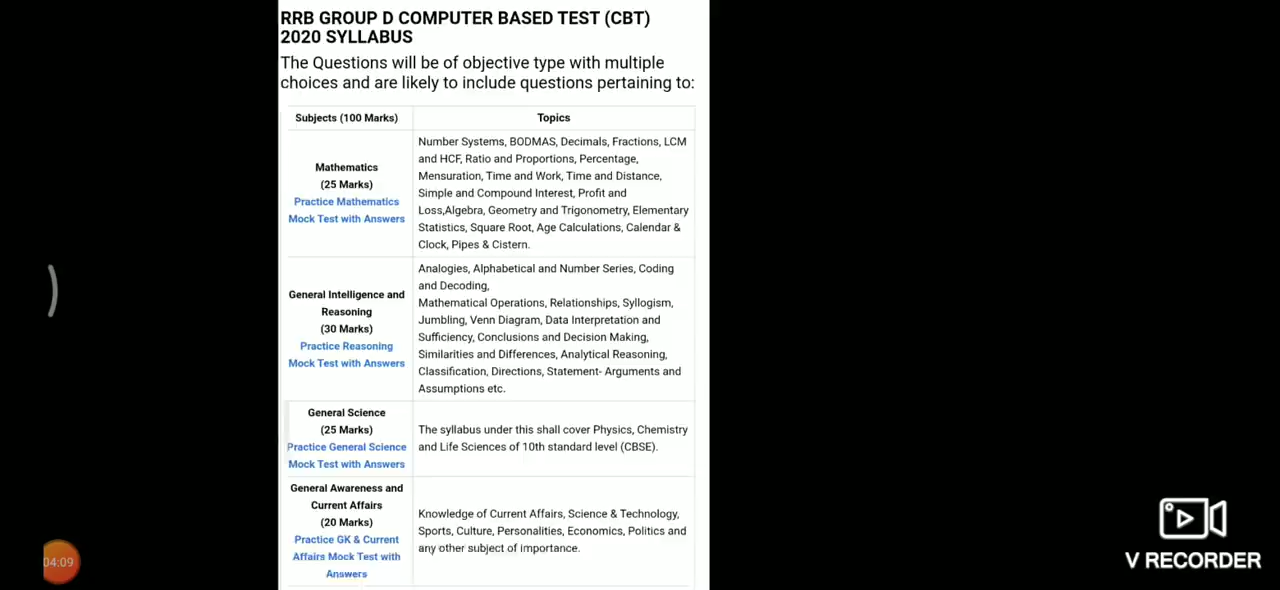 RRB GROUP D COMPUTER BASED TEST (CBT)
2020 SYLLABUS
The Questions will be of objective type with multiple
choices and are likely to include questions pertaining to:
Subjects (100 Marks)
Topics
Mathematics
(25 Marks)
Practice Mathematics
Mock Test with Answers
Number Systems, BODMAS, Decimals, Fractions, LCM
and HCF, Ratio and Proportions, Percentage,
Mensuration, Time and Work, Time and Distance,
Simple and Compound Interest, Profit and
Loss,Algebra, Geometry and Trigonometry, Elementary
Statistics, Square Root, Age Calculations, Calendar &
Clock, Pipes & Cistern.
General Intelligence and
Reasoning
(30 Marks)
Practice Reasoning
Mock Test with Answers
Analogies, Alphabetical and Number Series, Coding
and Decoding,
Mathematical Operations, Relationships, Syllogism,
Jumbling, Venn Diagram, Data Interpretation and
Sufficiency, Conclusions and Decision Making,
Similarities and Differences, Analytical Reasoning,
Classification, Directions, Statement- Arguments and
Assumptions etc.
General Science
(25 Marks)
Practice General Science
Mock Test with Answers
The syllabus under this shall cover Physics, Chemistry
and Life Sciences of 10th standard level (CBSE).
General Awareness and
Current Affairs
(20 Marks)
Practice GK & Current
Affairs Mock Test with
Answers
Knowledge of Current Affairs, Science & Technology,
Sports, Culture, Personalities, Economics, Politics and
any other subject of importance.
04:09
V RECORDER